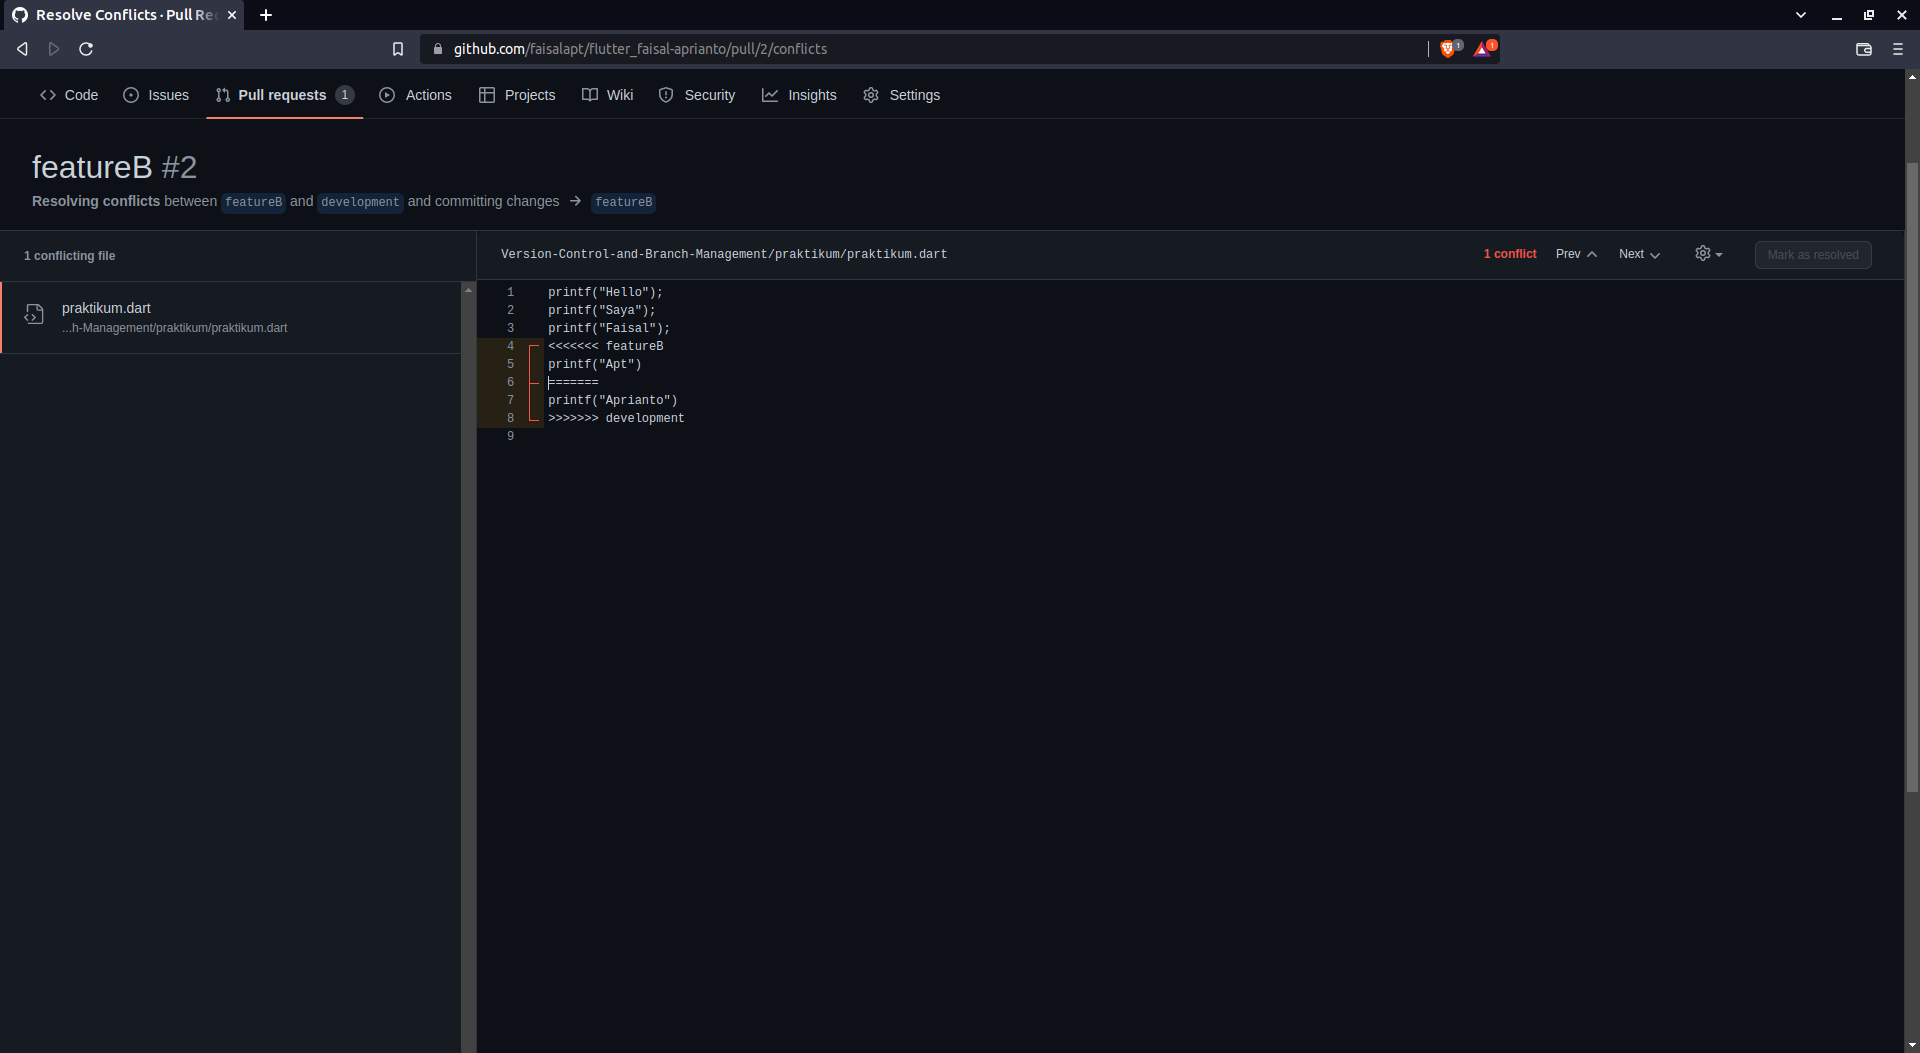 Resolve Conflicts · Pull Re
github.com/faisalapt/flutter_faisal-aprianto/pull/2/conflicts
1
1
Code
Issues
Pull requests 1
Actions
Projects
Wiki
Security
Insights
Settings
featureB #2
Resolving conflicts between featureB and development and committing changes → featureB
1 conflicting file
praktikum.dart
...h-Management/praktikum/praktikum.dart
Version-Control-and-Branch-Management/praktikum/praktikum.dart
1 conflict
Prev
Next
Mark as resolved
1 printf("Hello");
2 printf("Saya");
3 printf("Faisal");
4 <<<<<<< featureB
5 printf("Apt")
6 =======
7 printf("Aprianto")
8 >>>>>>> development
9